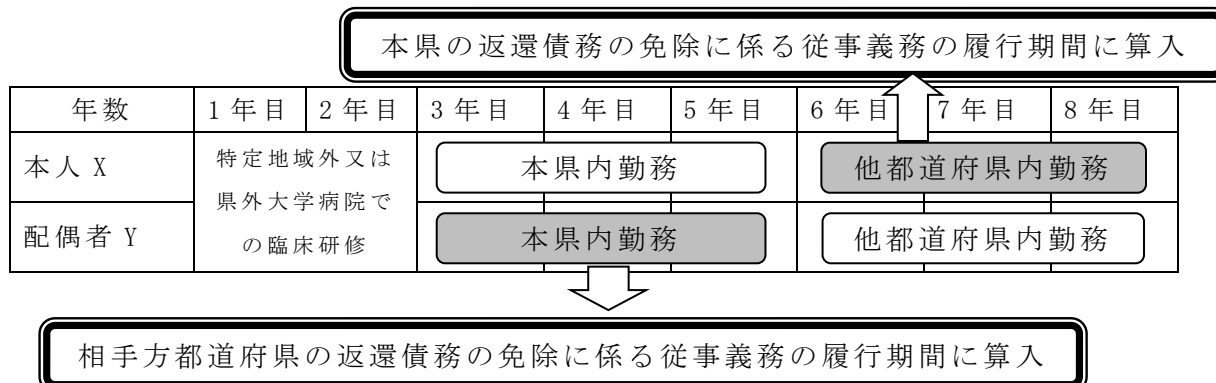 本県の返還債務の免除に係る従事義務の履行期間に算入
年数 1年目 2年目 3年目 4年目 5年目 6年目 7年目 8年目
本人X 特定地域外又は 本県内勤務 他都道府県内勤務
県外大学病院で
配偶者Y の臨床研修 本県内勤務 他都道府県内勤務
相手方都道府県の返還債務の免除に係る従事義務の履行期間に算入